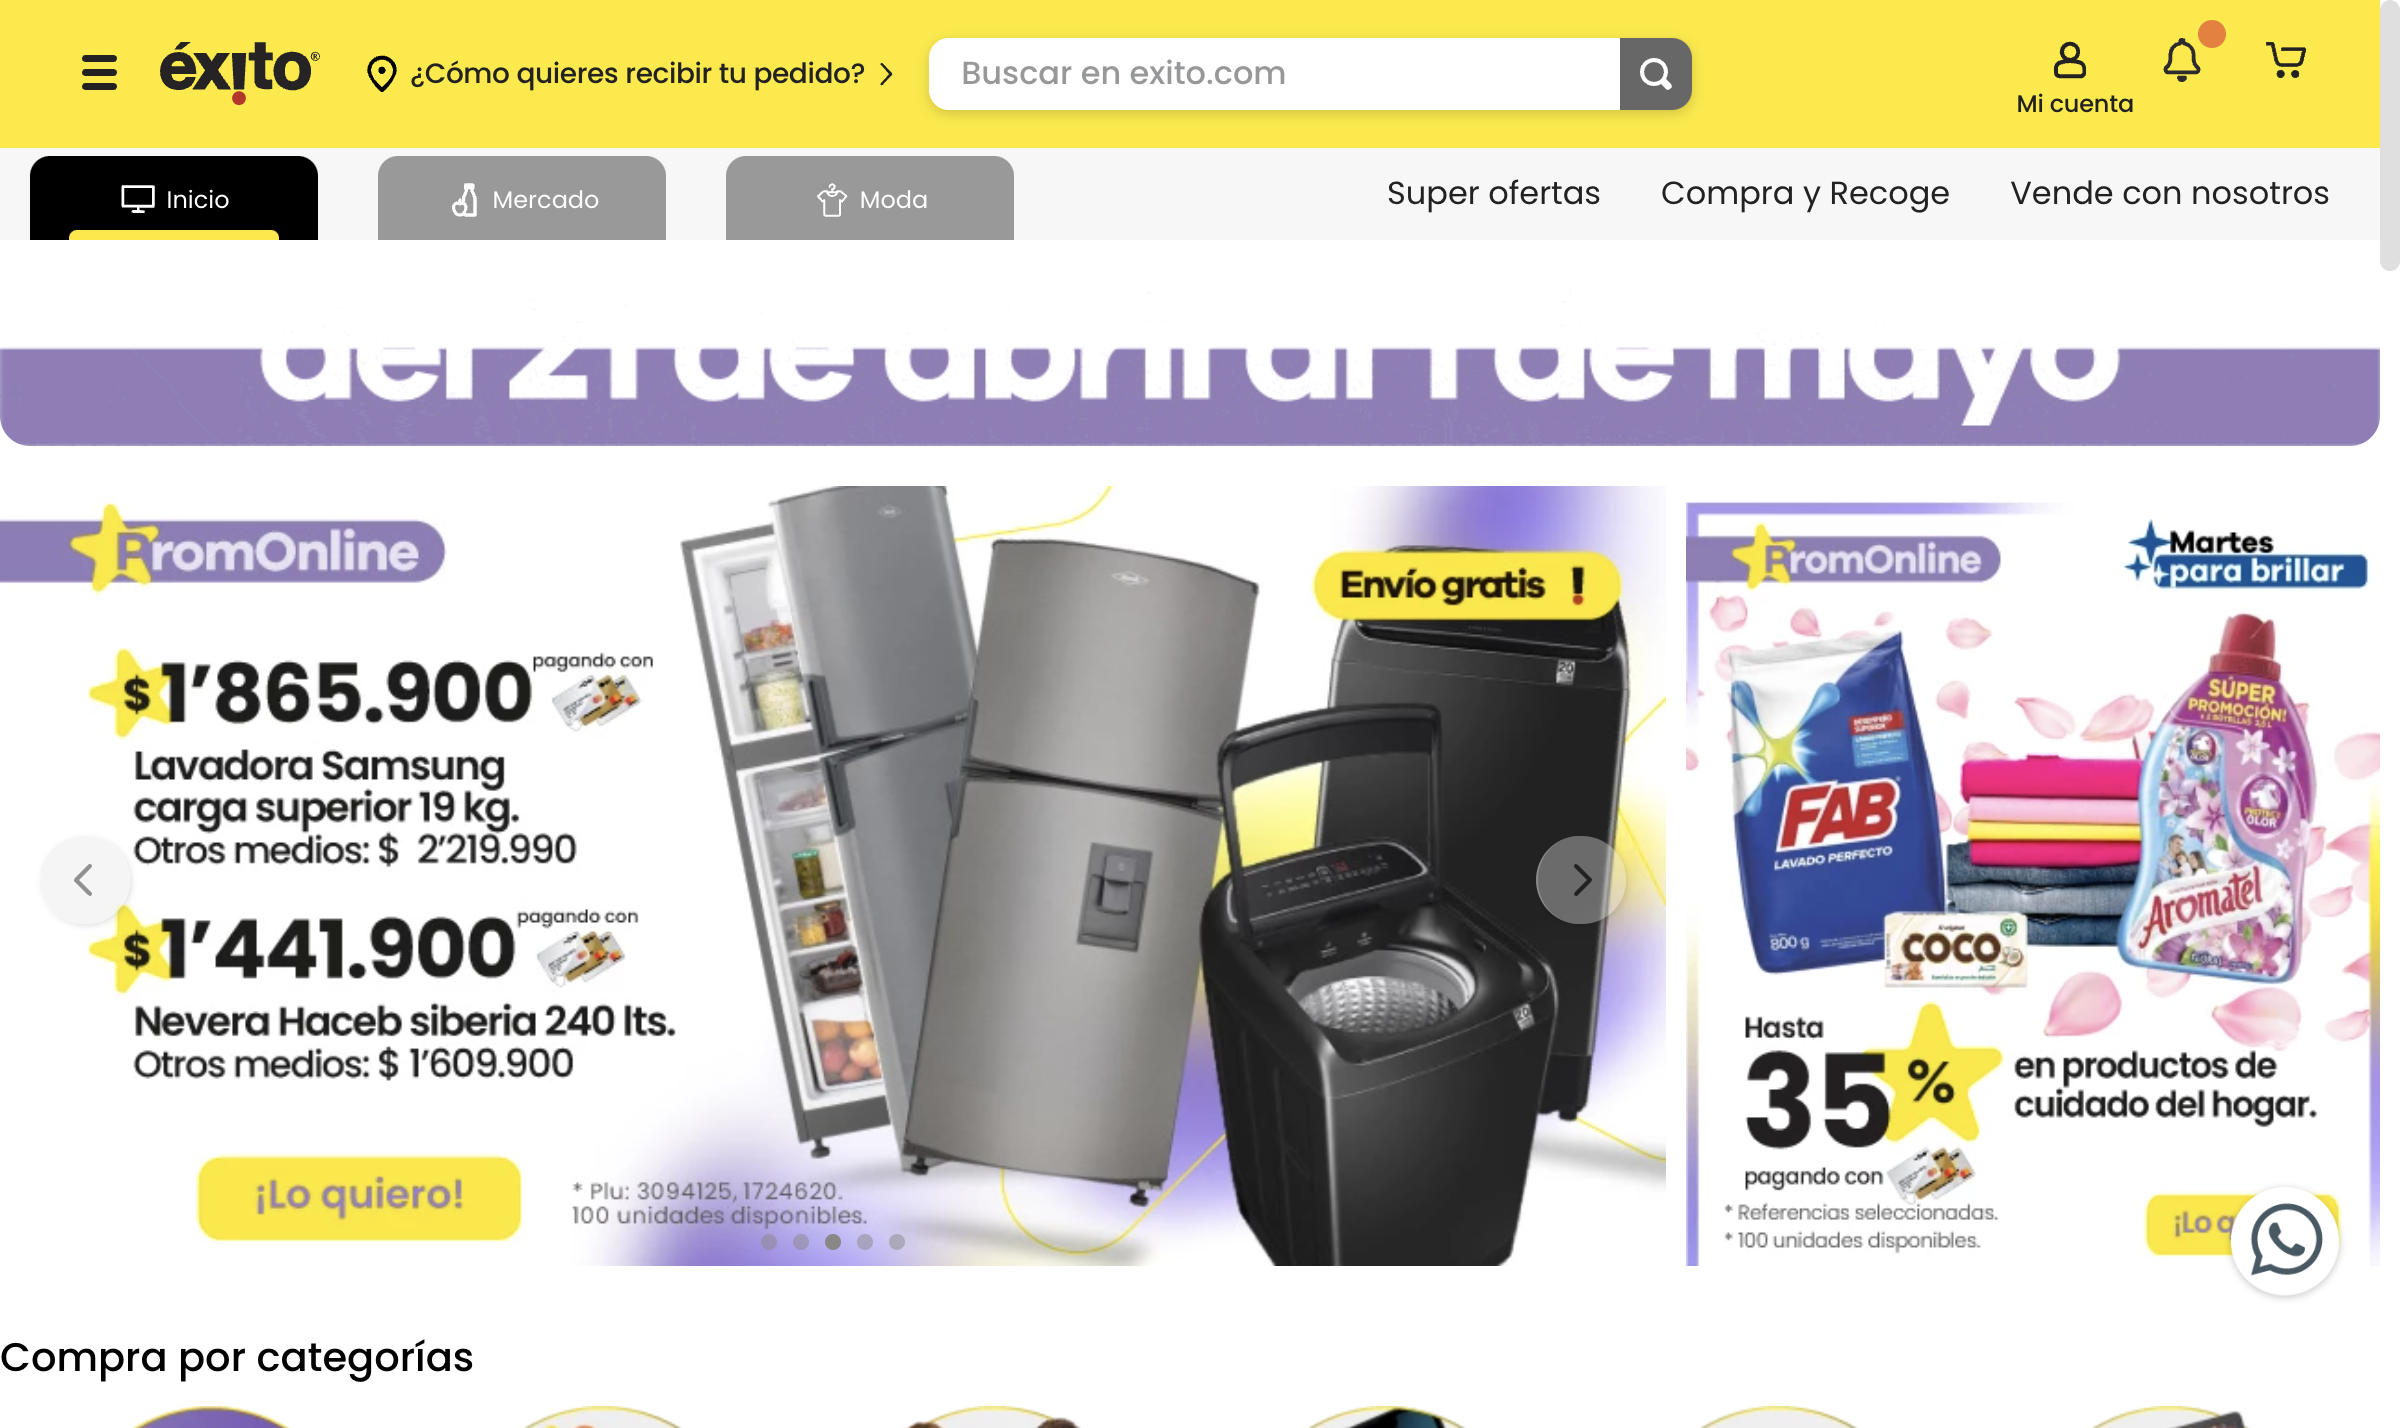 éxito®
¿Cómo quieres recibir tu pedido?
Buscar en exito.com
Mi cuenta
Inicio
Mercado
Moda
Super ofertas
Compra y Recoge
Vende con nosotros
del 21 de abril al 1 de mayo
PromOnline
Envío gratis !
$1'865.900
pagando con
Lavadora Samsung
carga superior 19 kg.
Otros medios: $ 2'219.990
$1'441.900
pagando con
Nevera Haceb siberia 240 lts.
Otros medios: $ 1'609.900
¡Lo quiero!
* Plu: 3094125, 1724620.
100 unidades disponibles.
PromOnline
Martes
para brillar
SÚPER
PROMOCIÓN!
FAB
LAVADO PERFECTO
800 g
COCO
Aromatel
Hasta
35%
en productos de
cuidado del hogar.
pagando con
* Referencias seleccionadas.
* 100 unidades disponibles.
¡Lo q
Compra por categorías